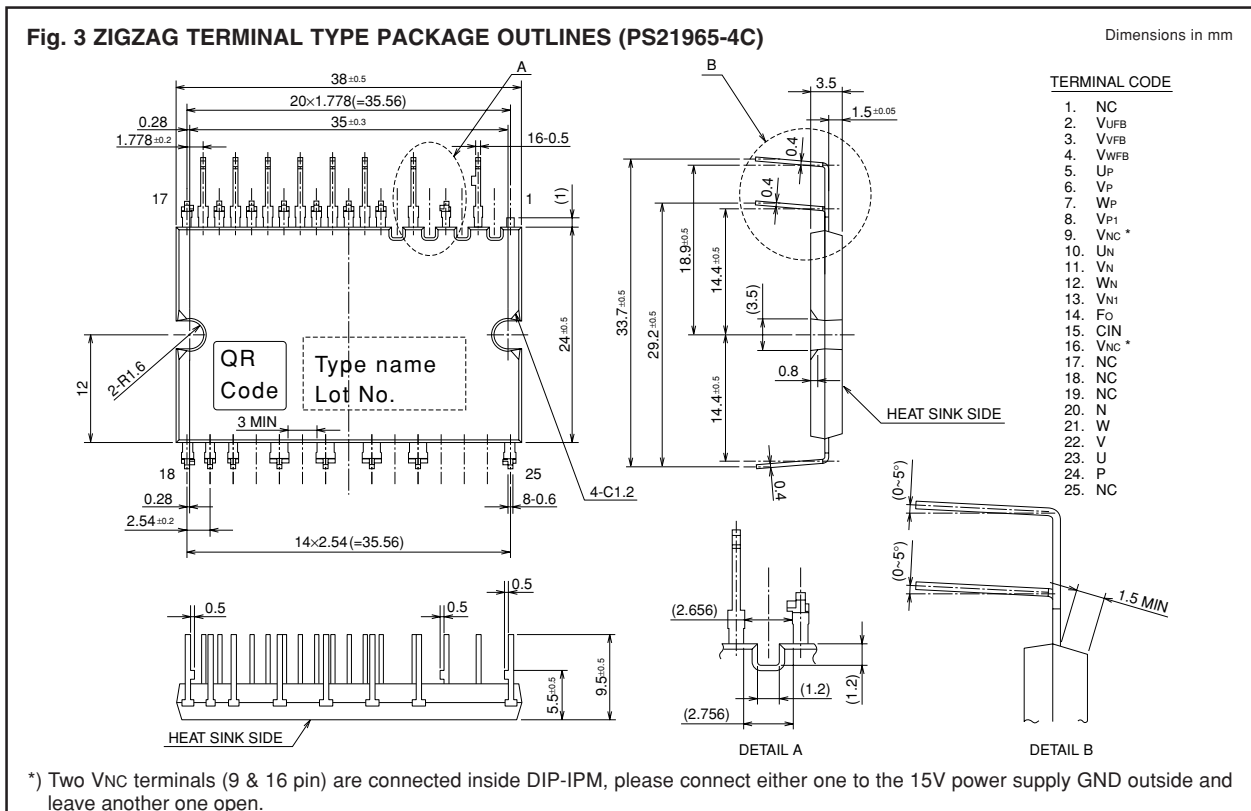 Fig. 3 ZIGZAG TERMINAL TYPE PACKAGE OUTLINES (PS21965-4C)
Dimensions in mm
A
38±0.5
20×1.778(=35.56)
0.28
35±0.3
1.778±0.2
16-0.5
17
1
(1)
24±0.5
12
2-R1.6
QR
Code
Type name
Lot No.
3 MIN
18
25
0.28
4-C1.2
8-0.6
2.54±0.2
14×2.54(=35.56)
B
3.5
1.5±0.05
0.4
0.4
33.7±0.5
29.2±0.5
18.9±0.5
14.4±0.5
(3.5)
0.8
14.4±0.5
HEAT SINK SIDE
0.4
TERMINAL CODE
1. NC
2. VUFB
3. VVFB
4. VWFB
5. UP
6. VP
7. WP
8. VP1
9. VNC *
10. UN
11. VN
12. WN
13. VN1
14. FO
15. CIN
16. VNC *
17. NC
18. NC
19. NC
20. N
21. W
22. V
23. U
24. P
25. NC
0.5
0.5
0.5
5.5±0.5
9.5±0.5
HEAT SINK SIDE
(2.656)
(1.2)
(1.2)
(2.756)
DETAIL A
(0~5°)
(0~5°)
1.5 MIN
DETAIL B
*) Two VNC terminals (9 & 16 pin) are connected inside DIP-IPM, please connect either one to the 15V power supply GND outside and
leave another one open.